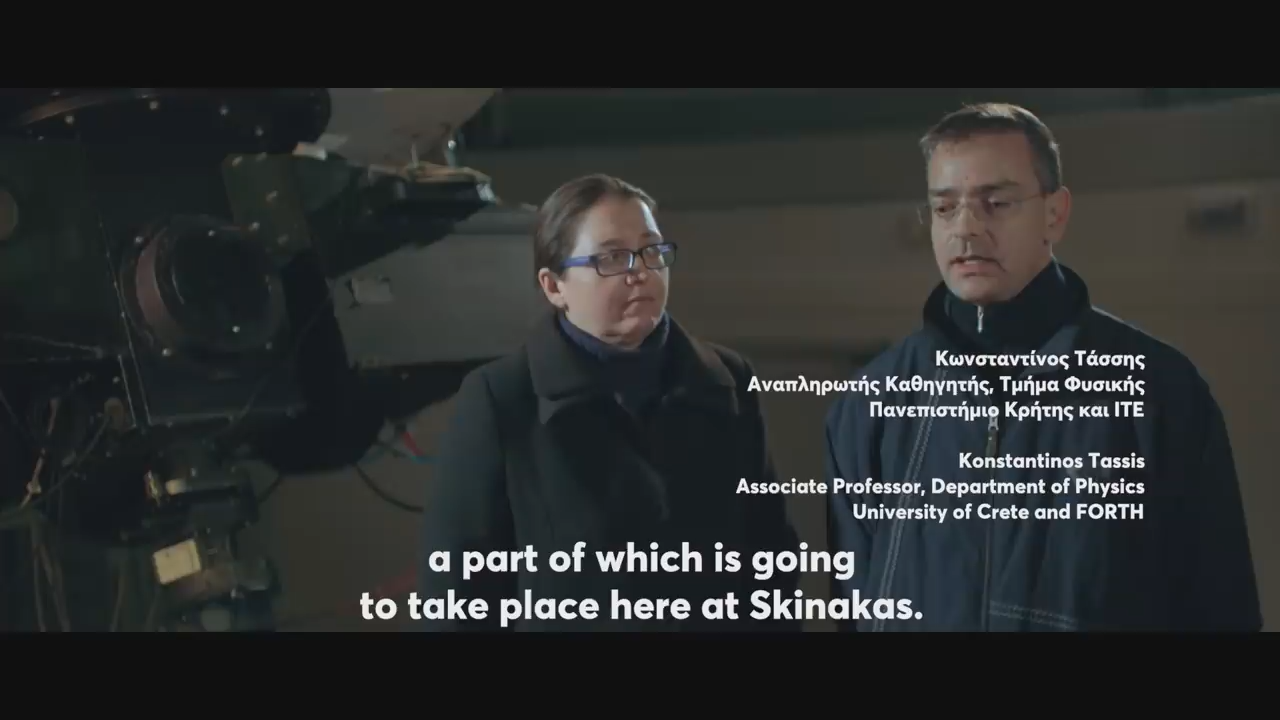 Κωνσταντίνος Τάσσης
Αναπληρωτής Καθηγητής, Τμήμα Φυσικής
Πανεπιστήμιο Κρήτης και ΙΤΕ
Konstantinos Tassis
Associate Professor, Department of Physics
University of Crete and FORTH
a part of which is going
to take place here at Skinakas.